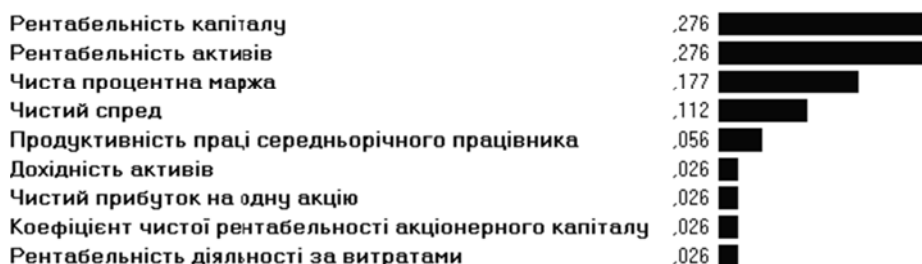 Рентабельність капіталу ,276
Рентабельність активів ,276
Чиста процентна маржа ,177
Чистий спред ,112
Продуктивність праці середньорічного працівника ,056
Дохідність активів ,026
Чистий прибуток на одну акцію ,026
Коефіцієнт чистої рентабельності акціонерного капіталу ,026
Рентабельність діяльності за витратами ,026